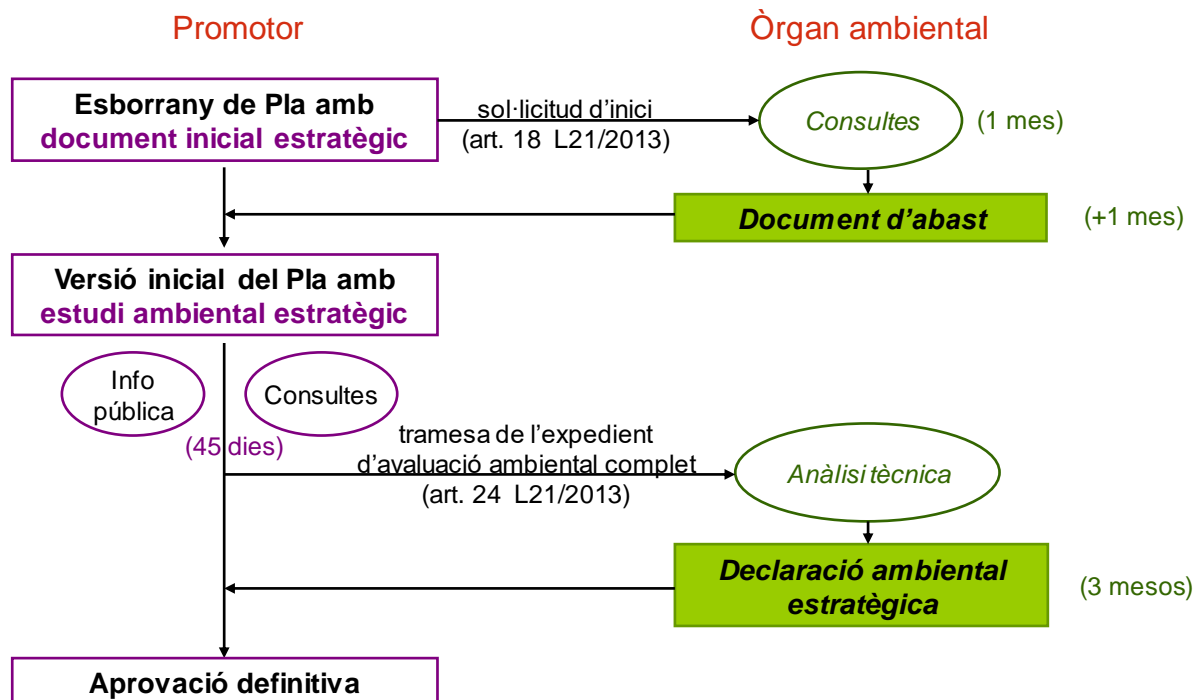 Promotor
Òrgan ambiental
Esborrany de Pla amb
document inicial estratègic
sol·licitud d'inici
(art. 18 L21/2013)
Consultes
(1 mes)
Document d'abast
(+1 mes)
Versió inicial del Pla amb
estudi ambiental estratègic
Info
pública
Consultes
(45 dies)
tramesa de l'expedient
d'avaluació ambiental complet
(art. 24 L21/2013)
Anàlisi tècnica
Declaració ambiental
estratègica
(3 mesos)
Aprovació definitiva